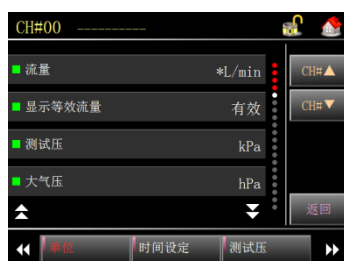 CH#00 ----------
流量 *L/min
CH#▲
显示等效流量 有效
CH#▼
测试压 kPa
大气压 hPa
返回
单位 时间设定 测试压